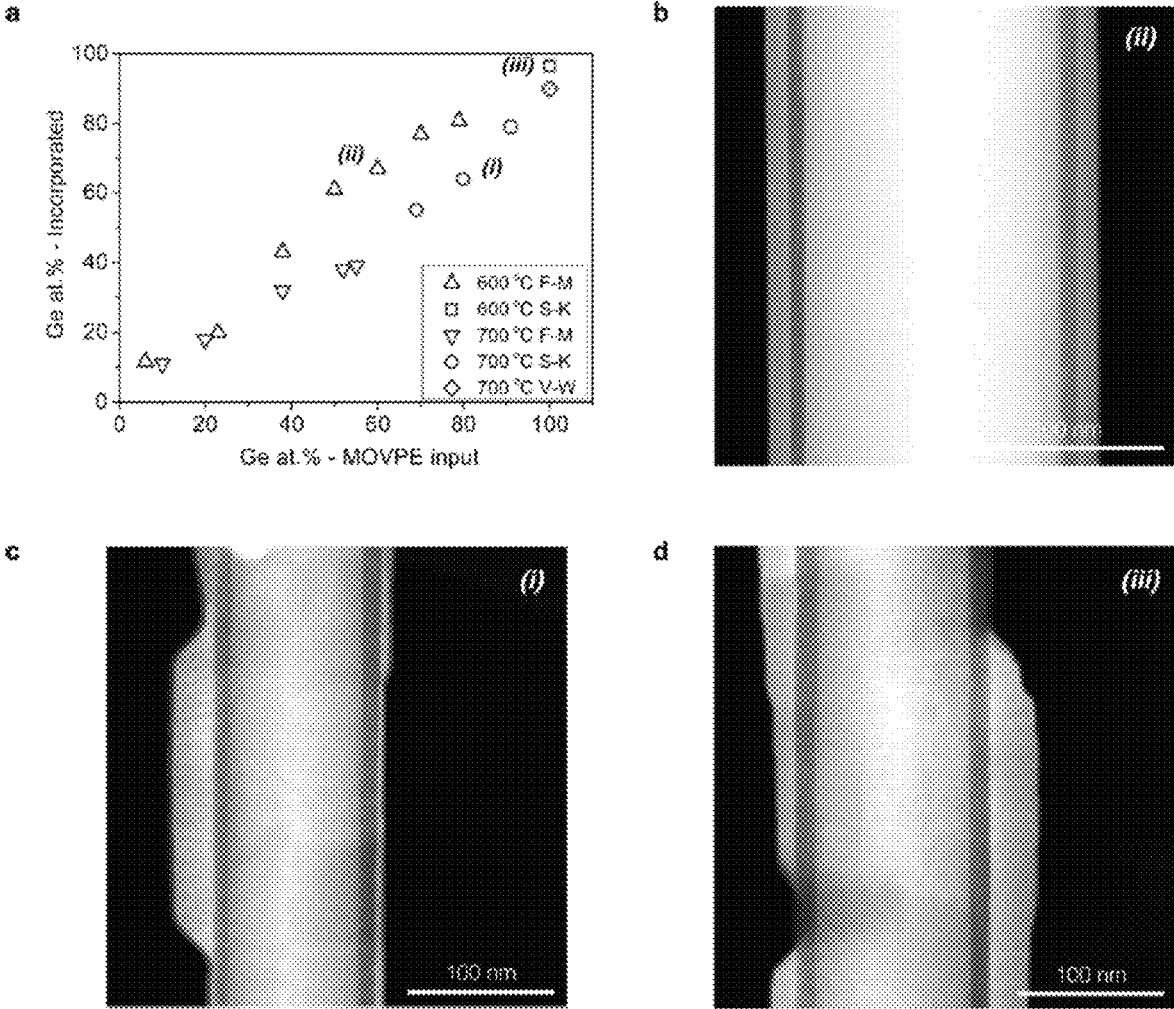 a
100
80
60
40
20
0
0 20 40 60 80 100
Ge at.% - Incorporated
Ge at.% - MOVPE input
(iii)
(ii)
(i)
600 °C F-M
600 °C S-K
700 °C F-M
700 °C S-K
700 °C V-W
b
(ii)
c
(i)
100 nm
d
(iii)
100 nm